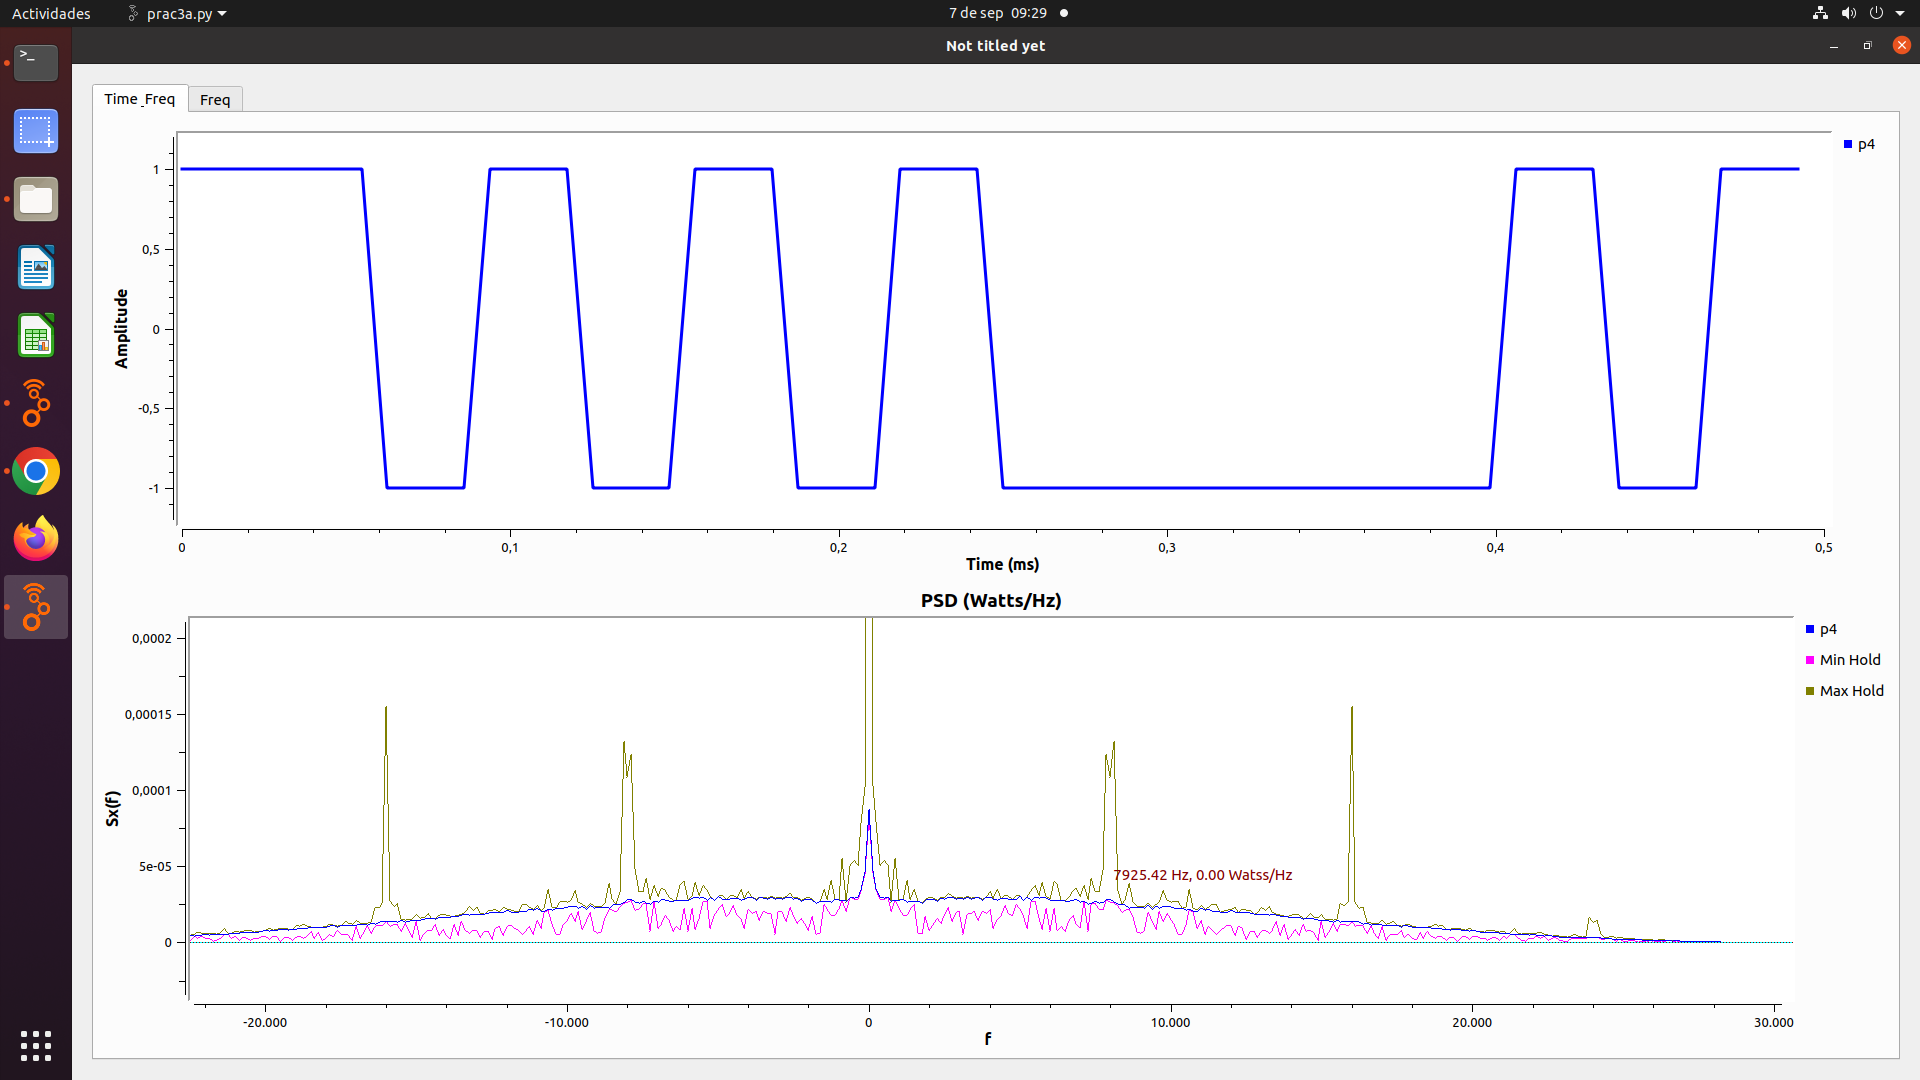 Actividades
prac3a.py
7 de sep 09:29
Not titled yet
Time_Freq
Freq
p4
1
0,5
0
-0,5
-1
Amplitude
0
0,1
0,2
0,3
0,4
0,5
Time (ms)
PSD (Watts/Hz)
p4
Min Hold
Max Hold
0,0002
0,00015
0,0001
5e-05
0
Sx(f)
7925.42 Hz, 0.00 Watss/Hz
-20.000
-10.000
0
10.000
20.000
30.000
f